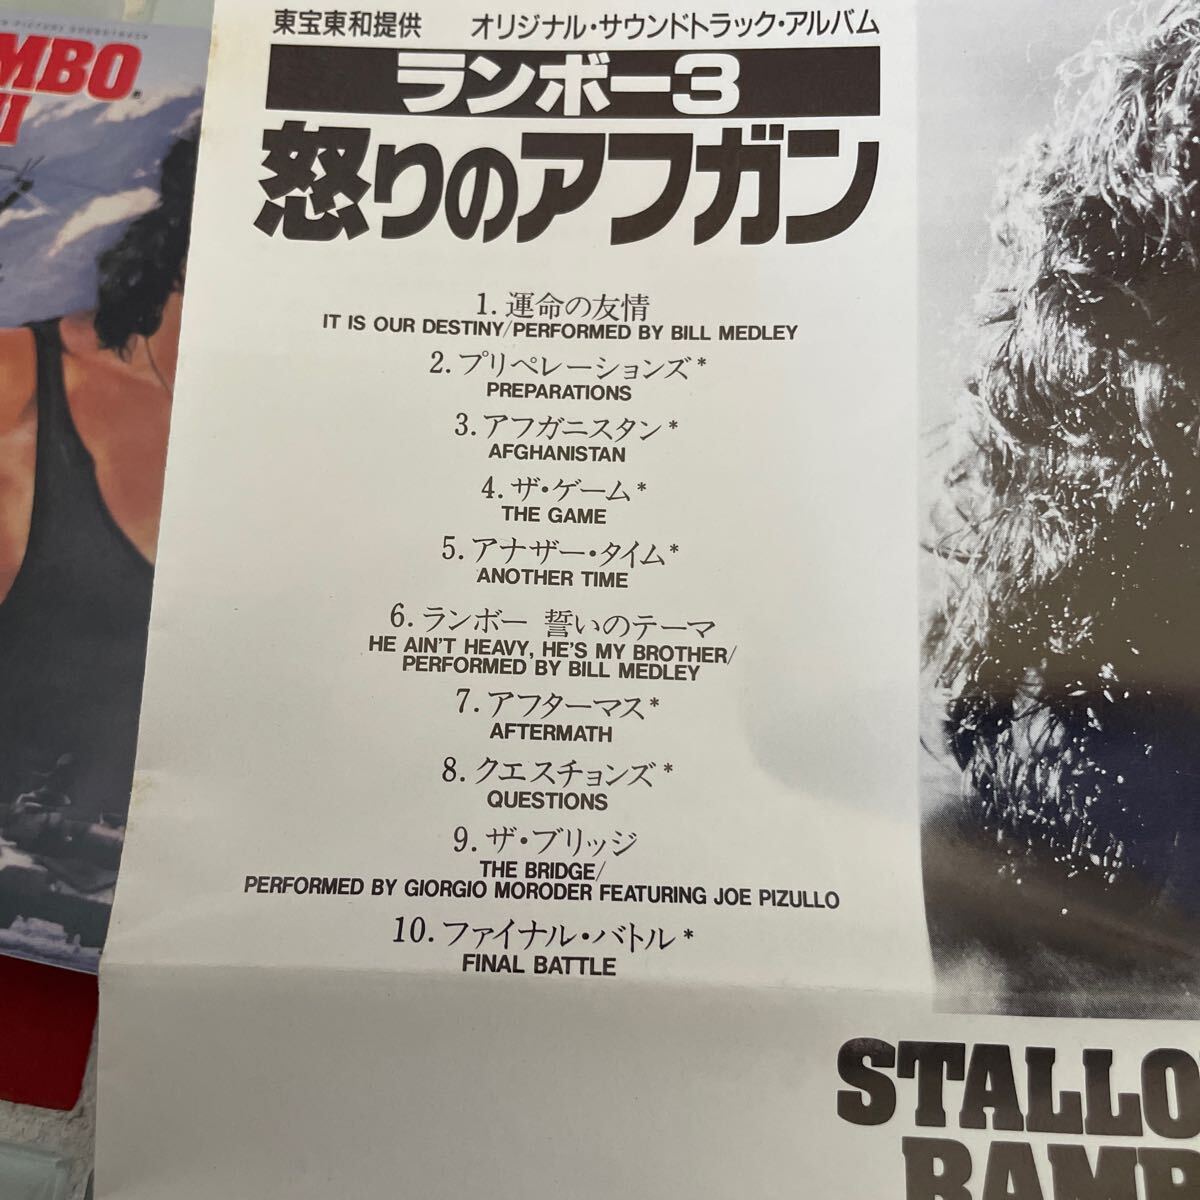 東宝東和提供　オリジナル・サウンドトラック・アルバム
ランボー3
怒りのアフガン
1. 運命の友情
IT IS OUR DESTINY/PERFORMED BY BILL MEDLEY
2. プリペレーションズ*
PREPARATIONS
3. アフガニスタン*
AFGHANISTAN
4. ザ・ゲーム*
THE GAME
5. アナザー・タイム*
ANOTHER TIME
6. ランボー 誓いのテーマ
HE AIN'T HEAVY, HE'S MY BROTHER/
PERFORMED BY BILL MEDLEY
7. アフターマス*
AFTERMATH
8. クエスチョンズ*
QUESTIONS
9. ザ・ブリッジ
THE BRIDGE/
PERFORMED BY GIORGIO MORODER FEATURING JOE PIZULLO
10. ファイナル・バトル*
FINAL BATTLE
STALLO
RAMB
PICTURE SOUNDTRACK
MBO
II